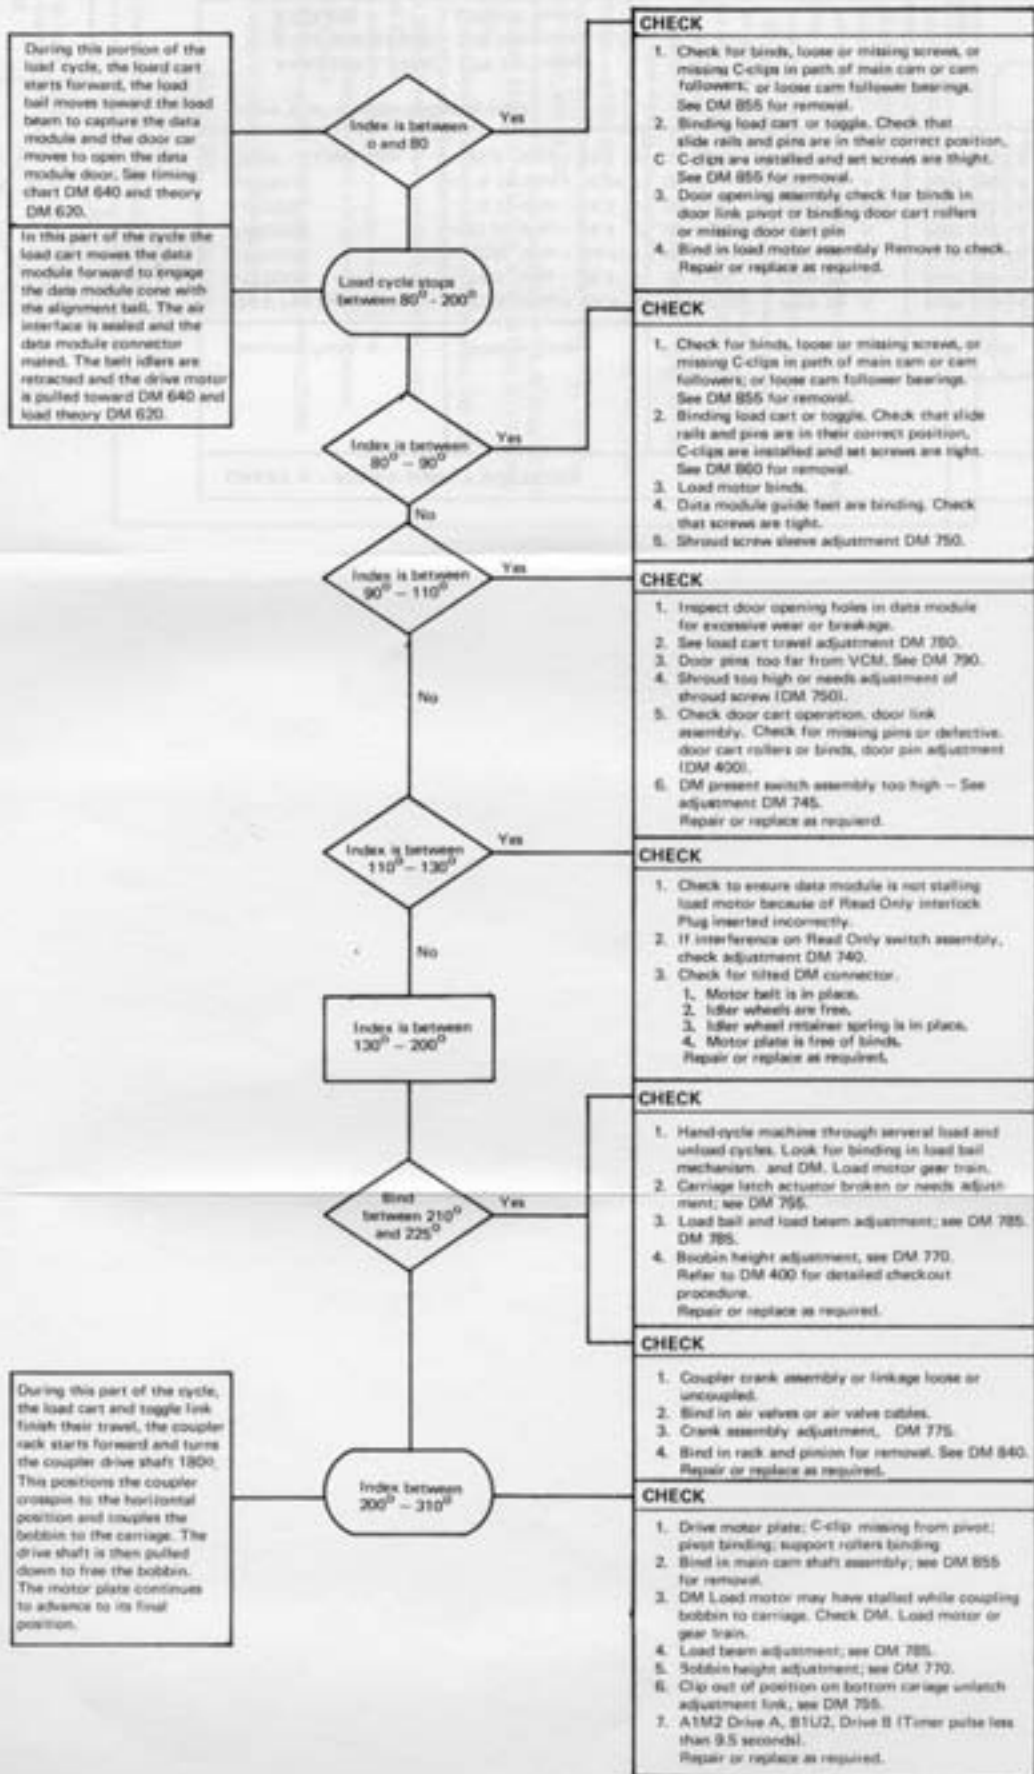 During this portion of the
load cycle, the loard cart
starts forward, the load
bail moves toward the load
beam to capture the data
module and the door car
moves to open the data
module door. See timing
chart DM 640 and theory
DM 620.
In this part of the cycle the
load cart moves the data
module forward to engage
the data module cone with
the alignment ball. The air
interface is sealed and the
data module connector
mated. The belt idlers are
retracted and the drive motor
is pulled toward DM 640 and
load theory DM 620.
Index is between
o and 80
Yes
CHECK
1. Check for binds, loose or missing screws, or
missing C-clips in path of main cam or cam
followers; or loose cam follower bearings.
See DM 855 for removal.
2. Binding load cart or toggle. Check that
slide rails and pins are in their correct position,
C C-clips are installed and set screws are thight.
See DM 855 for removal.
3. Door opening assembly check for binds in
door link pivot or binding door cart rollers
or missing door cart pin
4. Bind in load motor assembly Remove to check.
Repair or replace as required.
Load cycle stops
between 80° - 200°
Index is between
80° – 90°
Yes
No
CHECK
1. Check for binds, loose or missing screws, or
missing C-clips in path of main cam or cam
followers; or loose cam follower bearings.
See DM 855 for removal.
2. Binding load cart or toggle. Check that slide
rails and pins are in their correct position,
C-clips are installed and set screws are tight.
See DM 860 for removal.
3. Load motor binds.
4. Data module guide feet are binding. Check
that screws are tight.
5. Shroud screw sleeve adjustment DM 750.
Index is between
90° – 110°
Yes
No
CHECK
1. Inspect door opening holes in data module
for excessive wear or breakage.
2. See load cart travel adjustment DM 780.
3. Door pins too far from VCM. See DM 790.
4. Shroud too high or needs adjustment of
shroud screw (DM 750).
5. Check door cart operation. door link
assembly. Check for missing pins or defective.
door cart rollers or binds, door pin adjustment
(DM 400).
6. DM present switch assembly too high – See
adjustment DM 745.
Repair or replace as requierd.
Index is between
110° – 130°
Yes
No
CHECK
1. Check to ensure data module is not stalling
load motor because of Read Only interlock
Plug inserted incorrectly.
2. If interference on Read Only switch assembly,
check adjustment DM 740.
3. Check for tilted DM connector.
1. Motor belt is in place.
2. Idler wheels are free.
3. Idler wheel retainer spring is in place.
4. Motor plate is free of binds.
Repair or replace as required.
Index is between
130° – 200°
Bind
between 210°
and 225°
Yes
CHECK
1. Hand-cycle machine through serveral load and
unload cycles. Look for binding in load bail
mechanism. and DM. Load motor gear train.
2. Carriage latch actuator broken or needs adjust-
ment; see DM 755.
3. Load bail and load beam adjustment; see DM 785.
DM 785.
4. Boobin height adjustment, see DM 770.
Refer to DM 400 for detailed checkout
procedure.
Repair or replace as required.
CHECK
1. Coupler crank assembly or linkage loose or
uncoupled.
2. Bind in air valves or air valve cables.
3. Crank assembly adjustment, DM 775.
4. Bind in rack and pinion for removal. See DM 840.
Repair or replace as required.
During this part of the cycle,
the load cart and toggle link
finish their travel, the coupler
rack starts forward and turns
the coupler drive shaft 180°.
This positions the coupler
crosspin to the horizontal
position and couples the
bobbin to the carriage. The
drive shaft is then pulled
down to free the bobbin.
The motor plate continues
to advance to its final
position.
Index between
200° – 310°
CHECK
1. Drive motor plate; C-clip missing from pivot;
pivot binding; support rollers binding
2. Bind in main cam shaft assembly; see DM 855
for removal.
3. DM Load motor may have stalled while coupling
bobbin to carriage. Check DM. Load motor or
gear train.
4. Load beam adjustment; see DM 785.
5. Sobbin height adjustment; see DM 770.
6. Clip out of position on bottom cariage unlatch
adjustment link, see DM 755.
7. A1M2 Drive A, B1U2, Drive B (Timer pulse less
than 9.5 seconds).
Repair or replace as required.